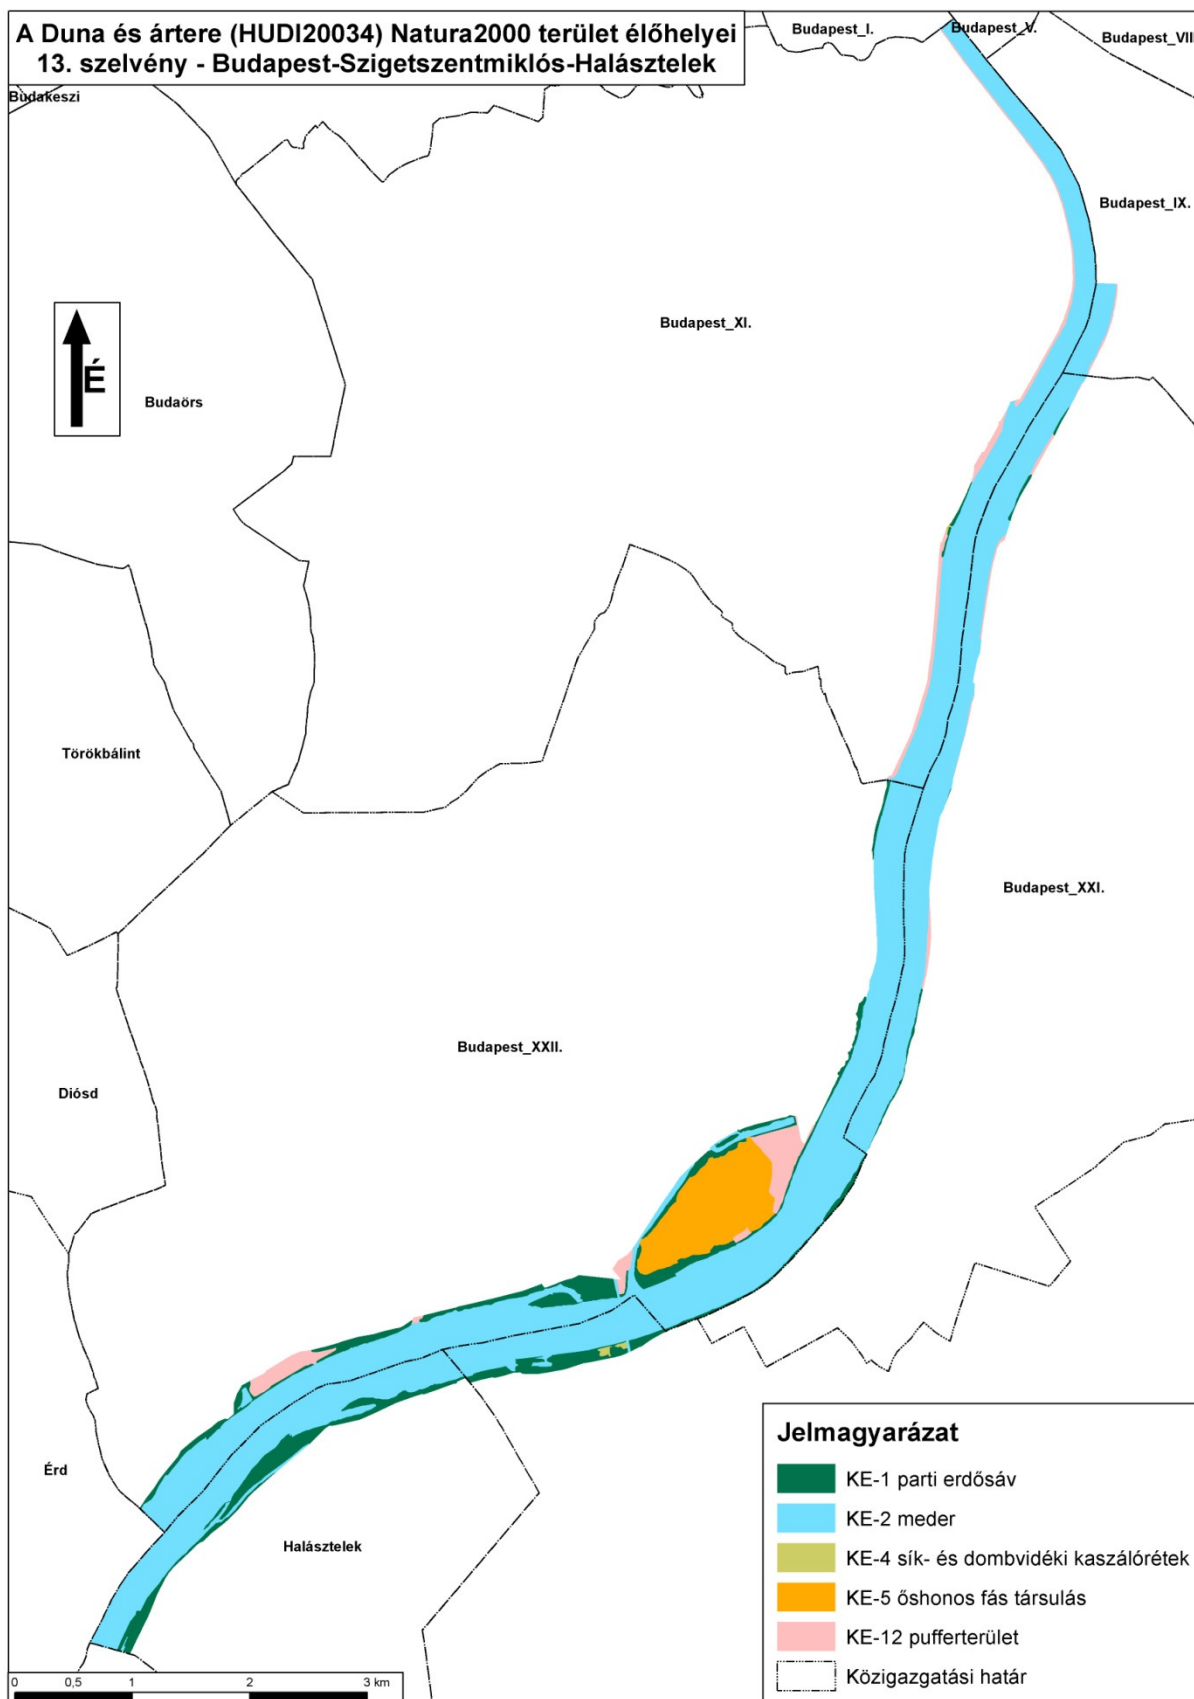 A Duna és ártere (HUDI20034) Natura2000 terület élőhelyei
13. szelvény - Budapest-Szigetszentmiklós-Halásztelek
Budapest_I.
Budapest_V.
Budapest_VII
Budakeszi
Budapest_IX.
Budapest_XI.
É
Budaörs
Törökbálint
Budapest_XXI.
Budapest_XXII.
Diósd
Érd
Halásztelek
Jelmagyarázat
KE-1 parti erdősáv
KE-2 meder
KE-4 sík- és dombvidéki kaszálórétek
KE-5 őshonos fás társulás
KE-12 pufferterület
Közigazgatási határ
0 0,5 1 2 3 km